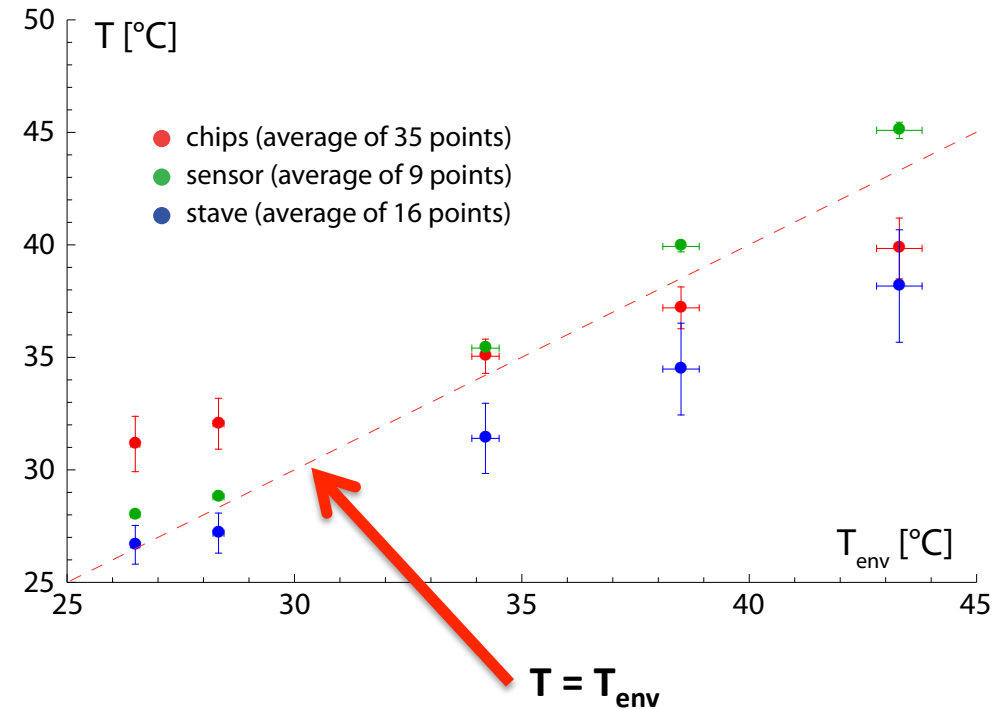 50
T [°C]
chips (average of 35 points)
45
sensor (average of 9 points)
stave (average of 16 points)
40
35
30
T_env [°C]
25
25 30 35 40 45
T = T_env